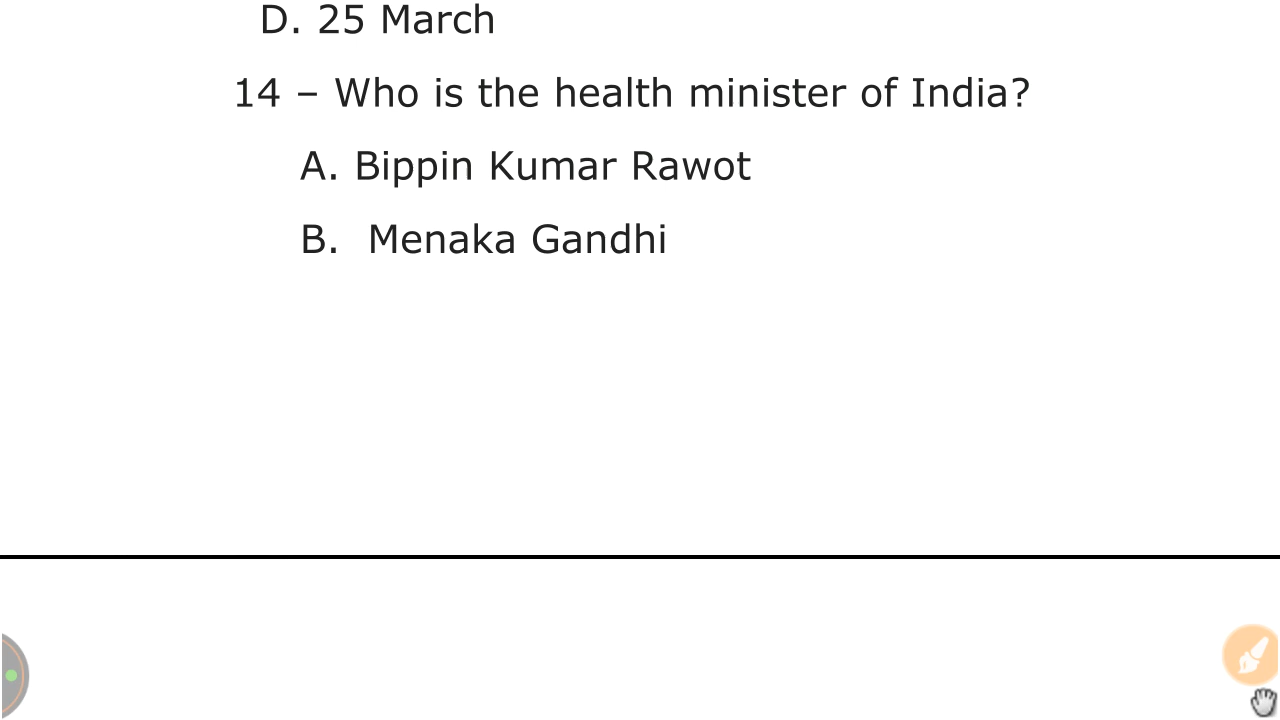 D. 25 March
14 – Who is the health minister of India?
A. Bippin Kumar Rawot
B. Menaka Gandhi